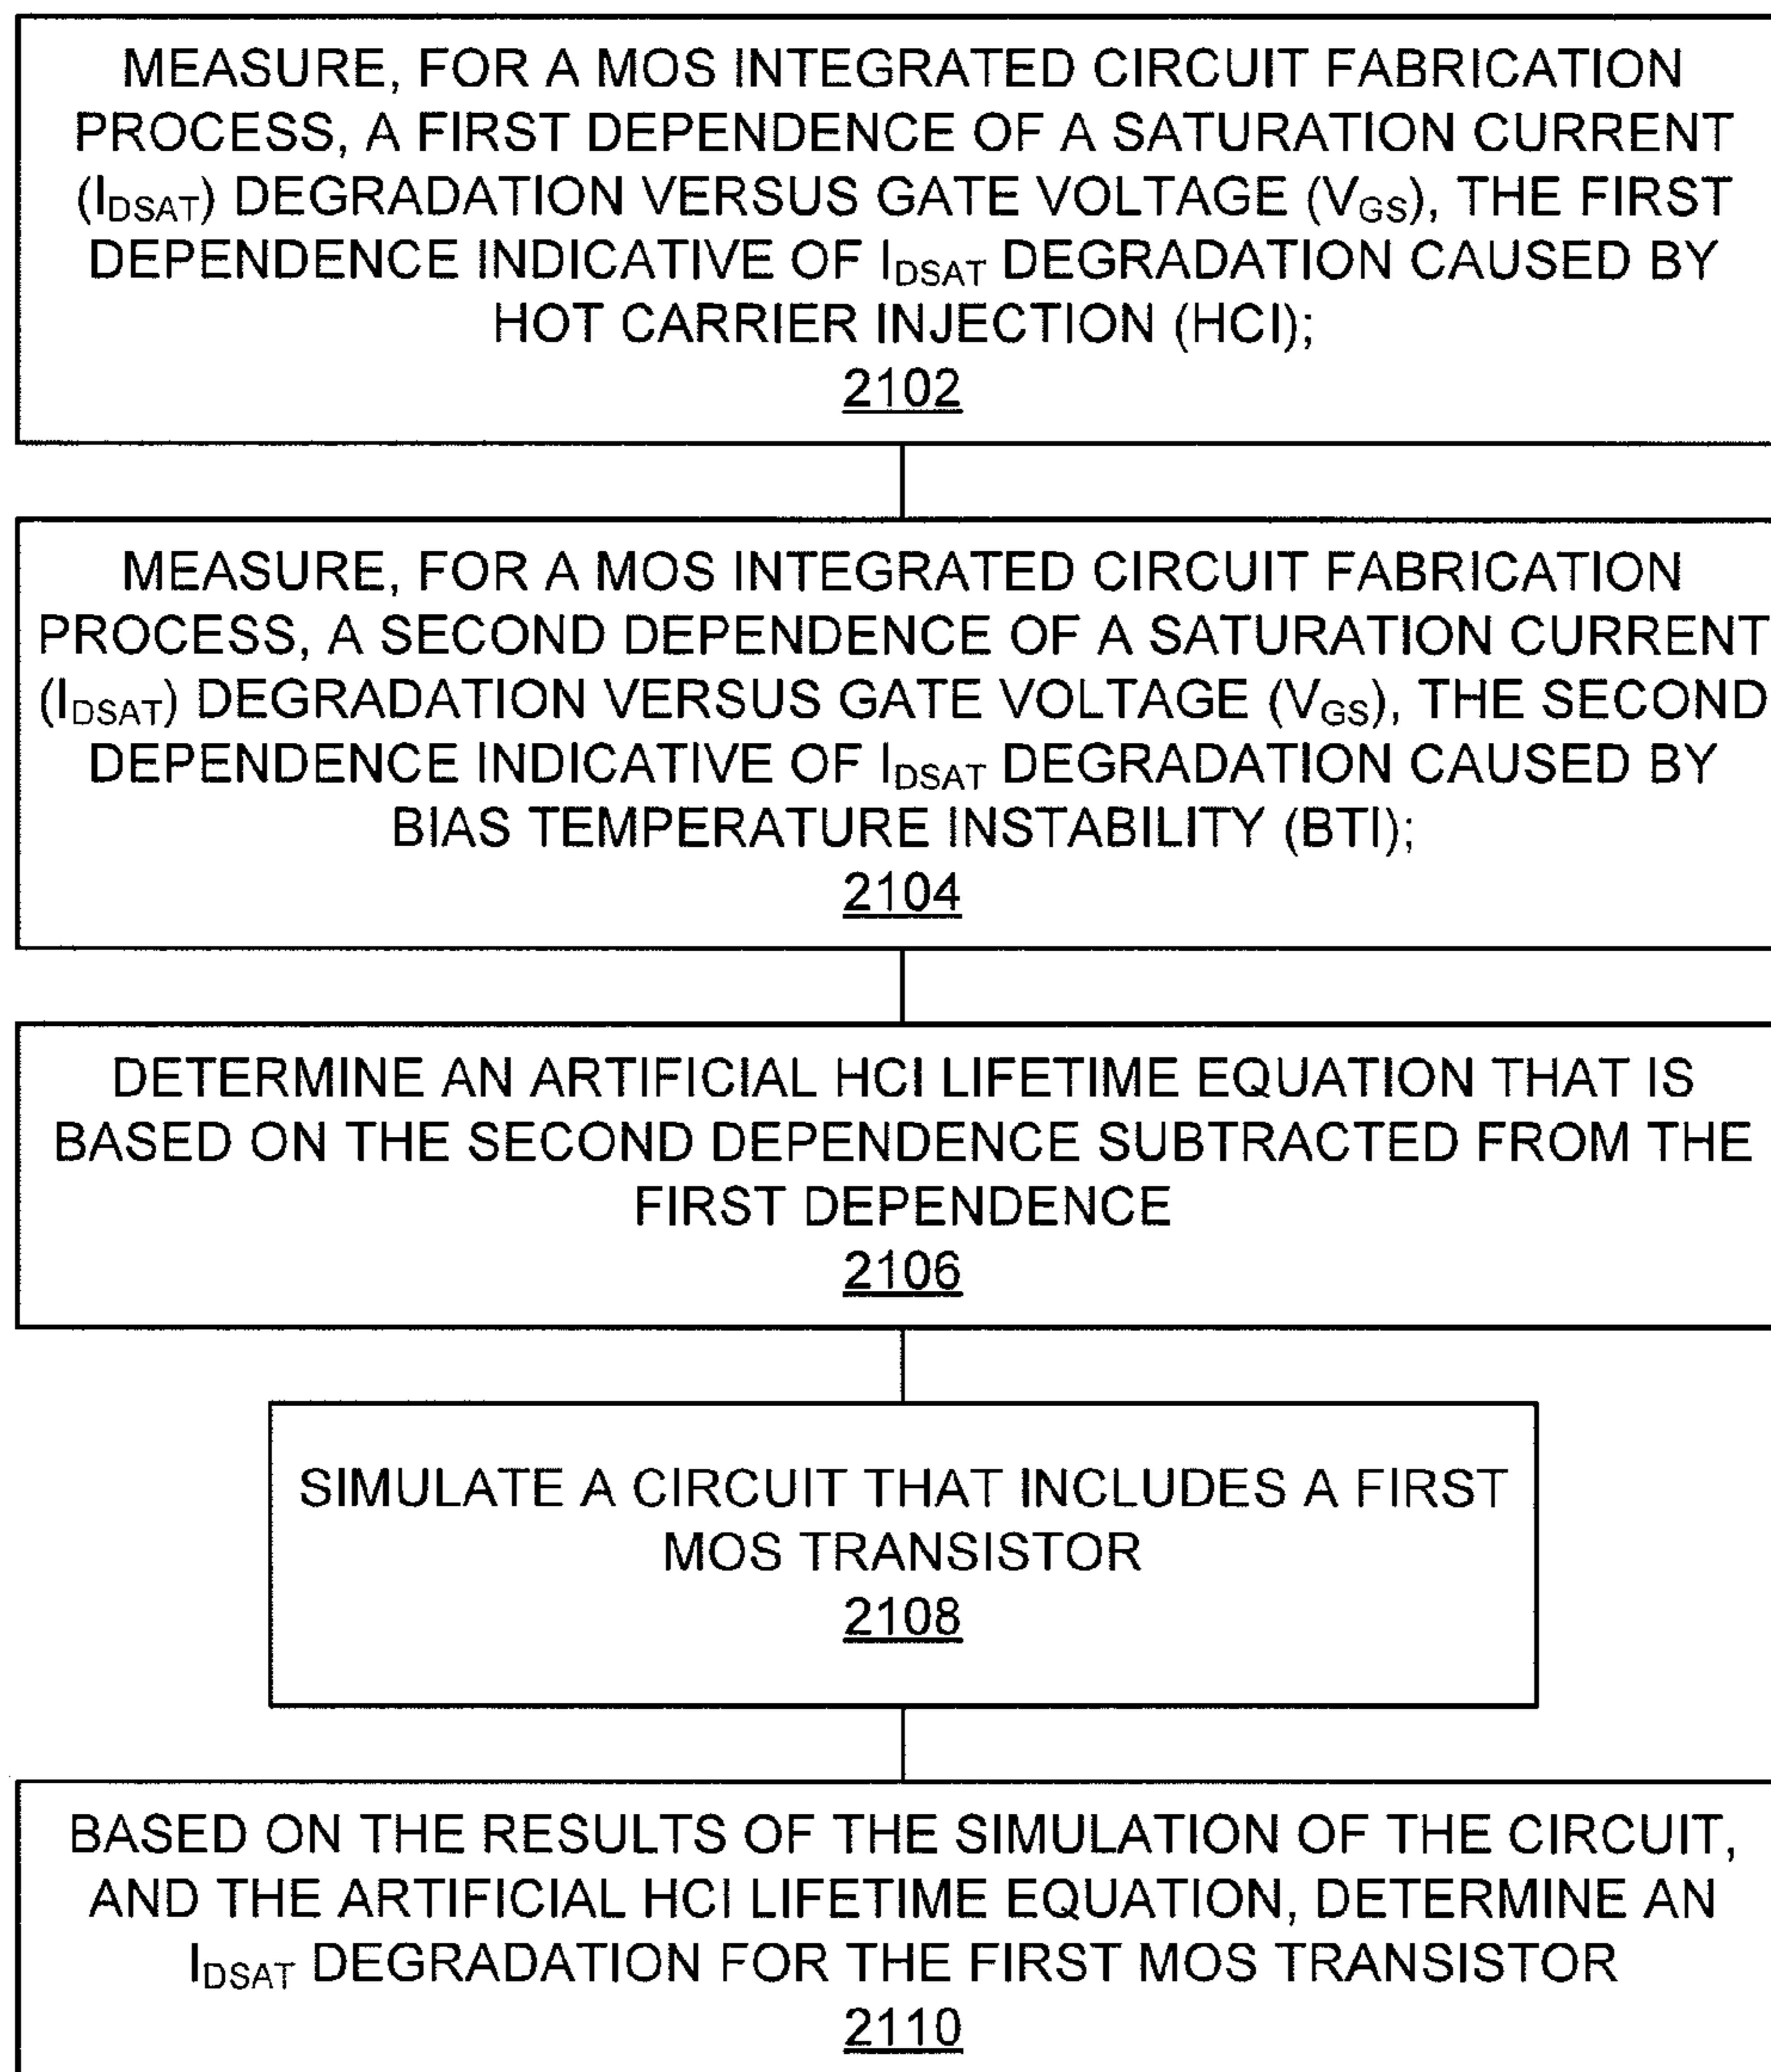 MEASURE, FOR A MOS INTEGRATED CIRCUIT FABRICATION
PROCESS, A FIRST DEPENDENCE OF A SATURATION CURRENT
(IDSAT) DEGRADATION VERSUS GATE VOLTAGE (VGS), THE FIRST
DEPENDENCE INDICATIVE OF IDSAT DEGRADATION CAUSED BY
HOT CARRIER INJECTION (HCI);
2102
MEASURE, FOR A MOS INTEGRATED CIRCUIT FABRICATION
PROCESS, A SECOND DEPENDENCE OF A SATURATION CURRENT
(IDSAT) DEGRADATION VERSUS GATE VOLTAGE (VGS), THE SECOND
DEPENDENCE INDICATIVE OF IDSAT DEGRADATION CAUSED BY
BIAS TEMPERATURE INSTABILITY (BTI);
2104
DETERMINE AN ARTIFICIAL HCI LIFETIME EQUATION THAT IS
BASED ON THE SECOND DEPENDENCE SUBTRACTED FROM THE
FIRST DEPENDENCE
2106
SIMULATE A CIRCUIT THAT INCLUDES A FIRST
MOS TRANSISTOR
2108
BASED ON THE RESULTS OF THE SIMULATION OF THE CIRCUIT,
AND THE ARTIFICIAL HCI LIFETIME EQUATION, DETERMINE AN
IDSAT DEGRADATION FOR THE FIRST MOS TRANSISTOR
2110